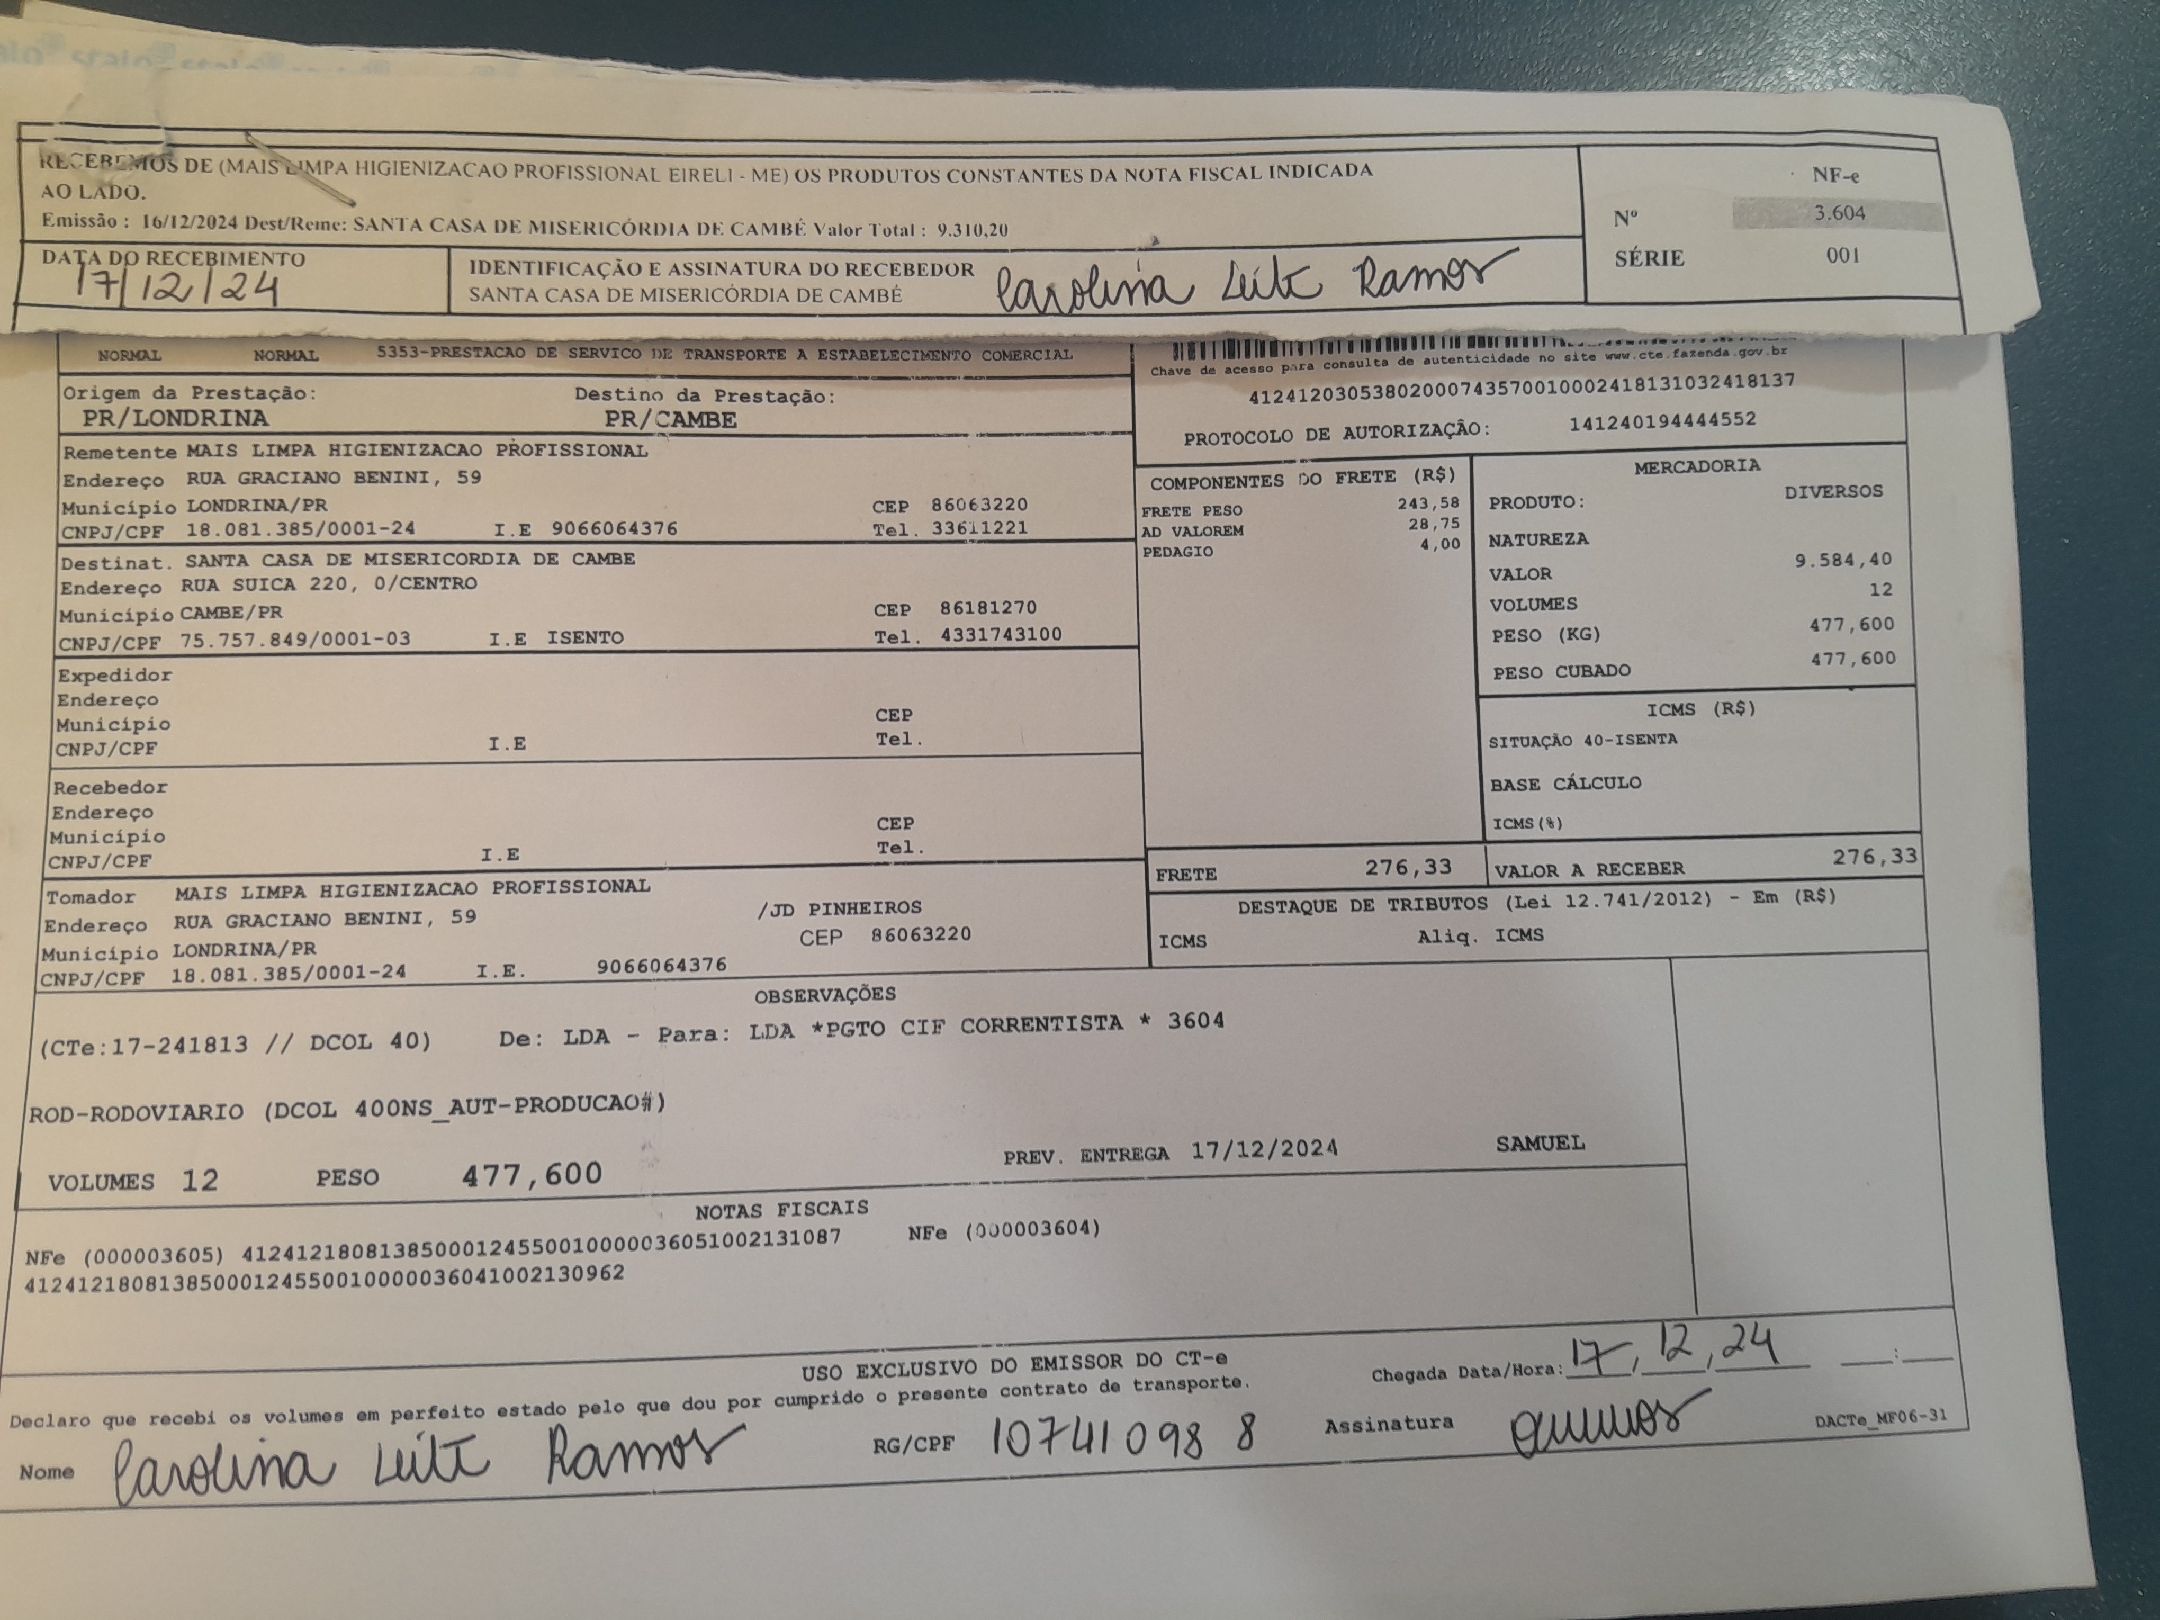 RECEBEMOS DE (MAIS LIMPA HIGIENIZACAO PROFISSIONAL EIRELI - ME) OS PRODUTOS CONSTANTES DA NOTA FISCAL INDICADA
AO LADO.
Emissão : 16/12/2024 Dest/Reme: SANTA CASA DE MISERICÓRDIA DE CAMBÉ Valor Total : 9.310,20
NF-e
Nº 3.604
SÉRIE 001
DATA DO RECEBIMENTO
17/12/24
IDENTIFICAÇÃO E ASSINATURA DO RECEBEDOR
SANTA CASA DE MISERICÓRDIA DE CAMBÉ
Carolina Leite Ramos
NORMAL NORMAL 5353-PRESTACAO DE SERVICO DE TRANSPORTE A ESTABELECIMENTO COMERCIAL
Chave de acesso para consulta de autenticidade no site www.cte.fazenda.gov.br
41241203053802000743570010002418131032418137
PROTOCOLO DE AUTORIZAÇÃO: 141240194444552
Origem da Prestação: Destino da Prestação:
PR/LONDRINA PR/CAMBE
Remetente MAIS LIMPA HIGIENIZACAO PROFISSIONAL
Endereço RUA GRACIANO BENINI, 59
Município LONDRINA/PR CEP 86063220
CNPJ/CPF 18.081.385/0001-24 I.E 9066064376 Tel. 33611221
Destinat. SANTA CASA DE MISERICORDIA DE CAMBE
Endereço RUA SUICA 220, 0/CENTRO
Município CAMBE/PR CEP 86181270
CNPJ/CPF 75.757.849/0001-03 I.E ISENTO Tel. 4331743100
Expedidor
Endereço
Município CEP
CNPJ/CPF I.E Tel.
Recebedor
Endereço
Município CEP
CNPJ/CPF I.E Tel.
Tomador MAIS LIMPA HIGIENIZACAO PROFISSIONAL
Endereço RUA GRACIANO BENINI, 59 /JD PINHEIROS
Município LONDRINA/PR CEP 86063220
CNPJ/CPF 18.081.385/0001-24 I.E. 9066064376
COMPONENTES DO FRETE (R$)
FRETE PESO 243,58
AD VALOREM 28,75
PEDAGIO 4,00
MERCADORIA
PRODUTO: DIVERSOS
NATUREZA
VALOR 9.584,40
VOLUMES 12
PESO (KG) 477,600
PESO CUBADO 477,600
ICMS (R$)
SITUAÇÃO 40-ISENTA
BASE CÁLCULO
ICMS(%)
FRETE 276,33 VALOR A RECEBER 276,33
DESTAQUE DE TRIBUTOS (Lei 12.741/2012) - Em (R$)
ICMS Aliq. ICMS
OBSERVAÇÕES
(CTe:17-241813 // DCOL 40) De: LDA - Para: LDA *PGTO CIF CORRENTISTA * 3604
ROD-RODOVIARIO (DCOL 400NS_AUT-PRODUCAO#)
VOLUMES 12 PESO 477,600 PREV. ENTREGA 17/12/2024 SAMUEL
NOTAS FISCAIS
NFe (000003605) 41241218081385000124550010000036051002131087 NFe (000003604)
41241218081385000124550010000036041002130962
USO EXCLUSIVO DO EMISSOR DO CT-e
Chegada Data/Hora: 17, 12, 24 __:__
Declaro que recebi os volumes em perfeito estado pelo que dou por cumprido o presente contrato de transporte.
Nome Carolina Leite Ramos RG/CPF 10741098 8 Assinatura
DACTe_MF06-31